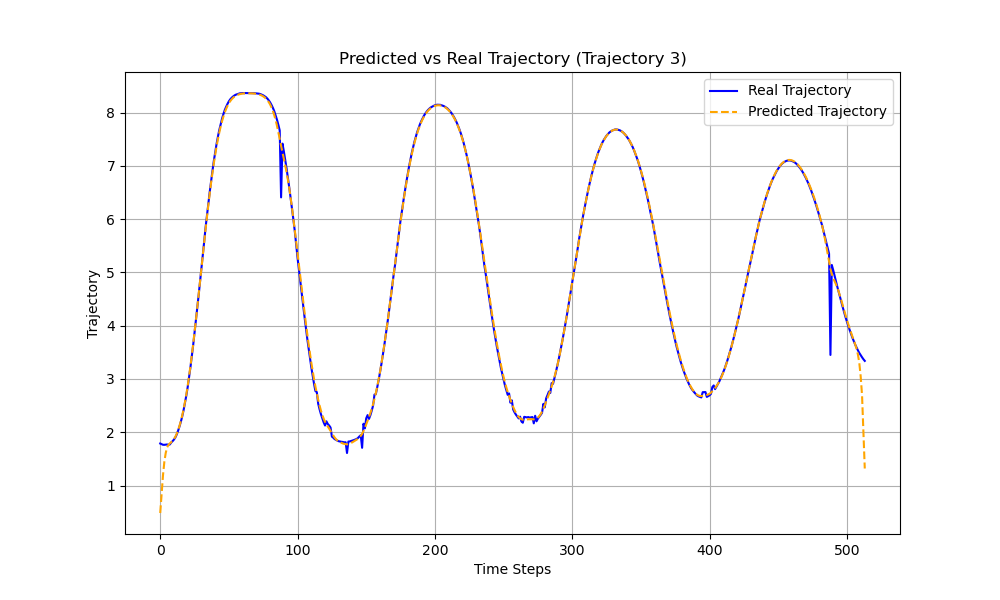 Predicted vs Real Trajectory (Trajectory 3)
Real Trajectory
Predicted Trajectory
8
7
6
5
4
3
2
1
Trajectory
0
100
200
300
400
500
Time Steps